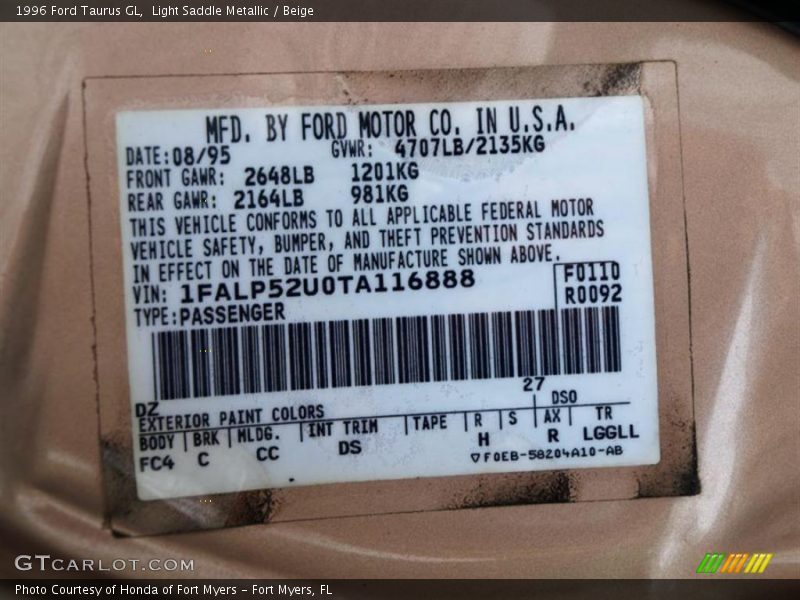 1996 Ford Taurus GL, Light Saddle Metallic / Beige
MFD. BY FORD MOTOR CO. IN U.S.A.
DATE: 08/95 GVWR: 4707LB/2135KG
FRONT GAWR: 2648LB 1201KG
REAR GAWR: 2164LB 981KG
THIS VEHICLE CONFORMS TO ALL APPLICABLE FEDERAL MOTOR
VEHICLE SAFETY, BUMPER, AND THEFT PREVENTION STANDARDS
IN EFFECT ON THE DATE OF MANUFACTURE SHOWN ABOVE.
VIN: 1FALP52U0TA116888 F0110
TYPE: PASSENGER R0092
27
DZ DSO
EXTERIOR PAINT COLORS
BODY BRK MLDG. INT TRIM TAPE R S AX TR
FC4 C CC DS H R LGGLL
▽F0EB-58204A10-AB
GTCARLOT.COM
Photo Courtesy of Honda of Fort Myers – Fort Myers, FL